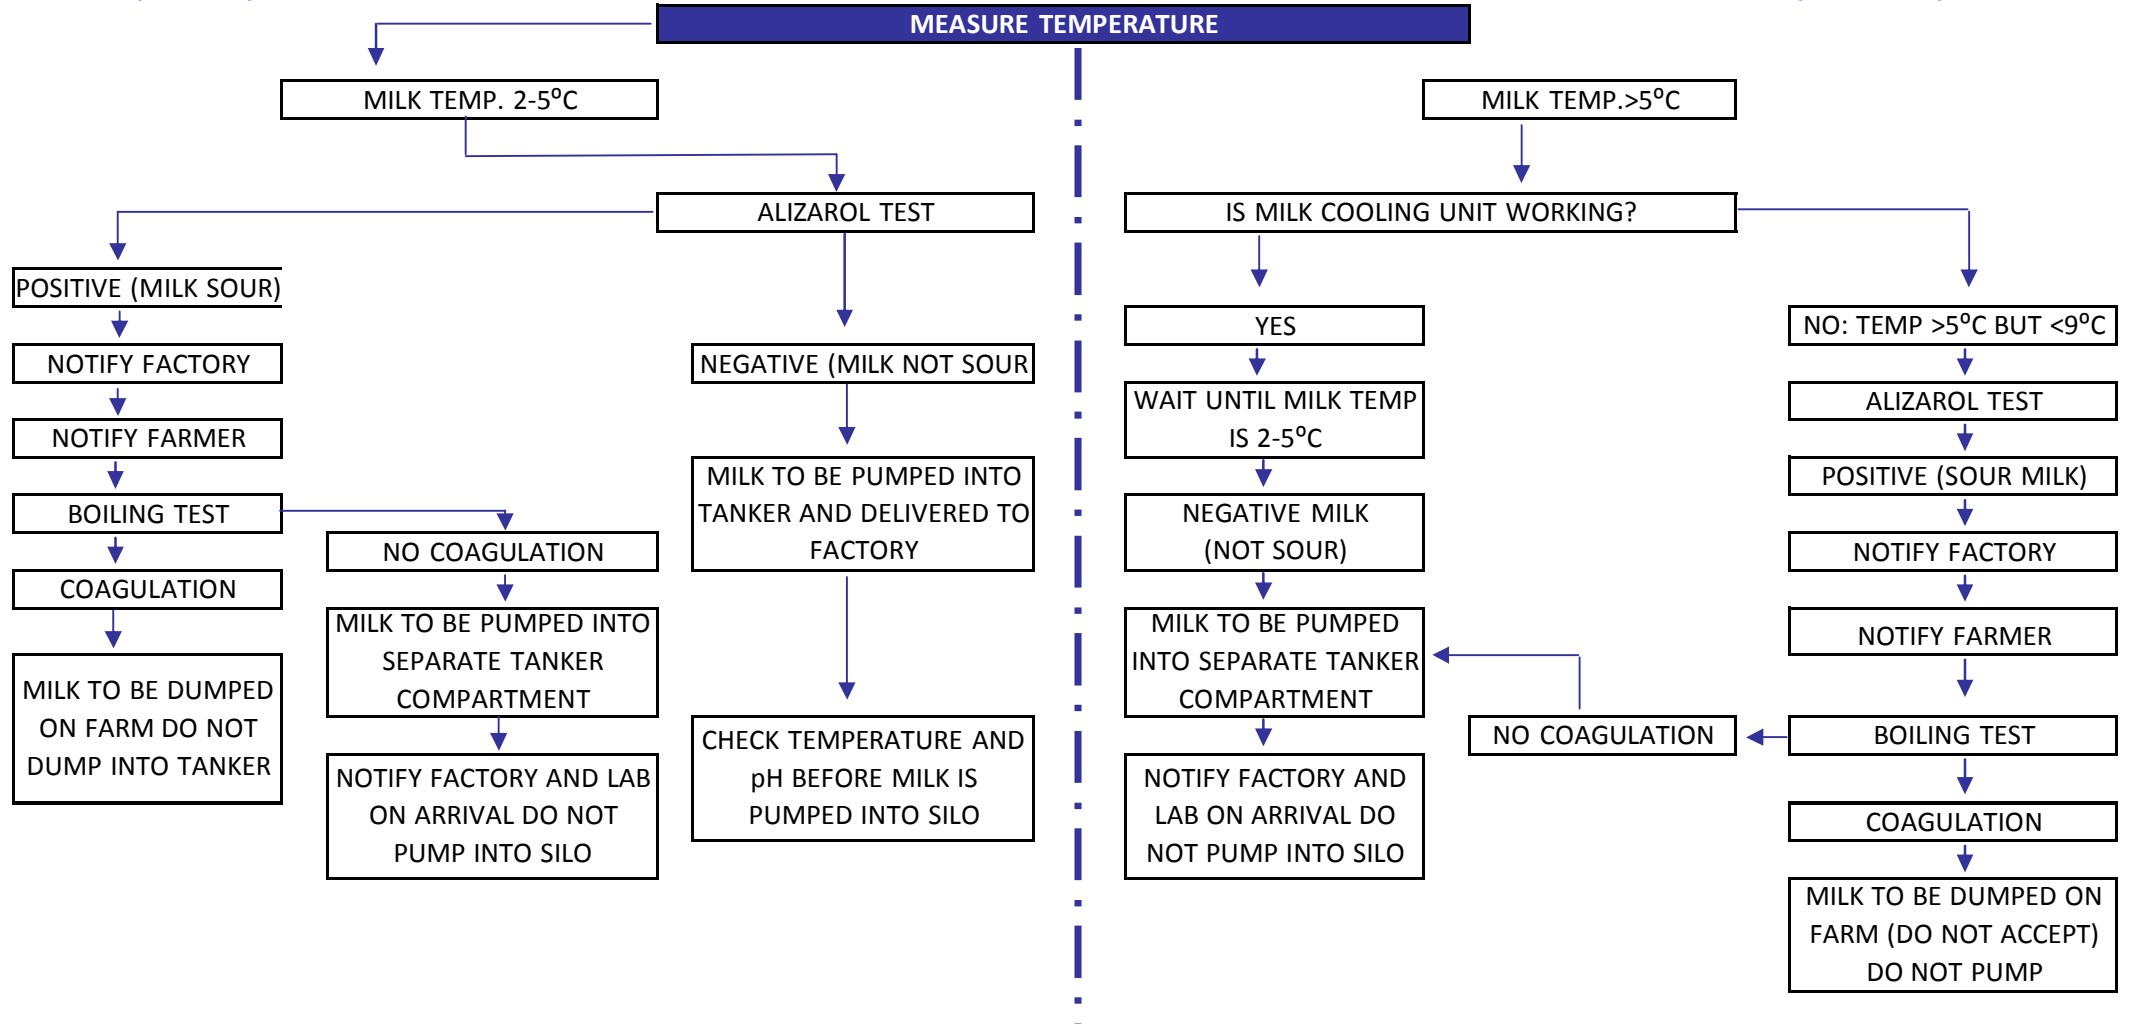 MEASURE TEMPERATURE
MILK TEMP. 2-5⁰C
MILK TEMP.>5⁰C
ALIZAROL TEST
IS MILK COOLING UNIT WORKING?
POSITIVE (MILK SOUR)
NOTIFY FACTORY
NOTIFY FARMER
BOILING TEST
COAGULATION
MILK TO BE DUMPED
ON FARM DO NOT
DUMP INTO TANKER
NO COAGULATION
MILK TO BE PUMPED INTO
SEPARATE TANKER
COMPARTMENT
NOTIFY FACTORY AND LAB
ON ARRIVAL DO NOT
PUMP INTO SILO
NEGATIVE (MILK NOT SOUR
MILK TO BE PUMPED INTO
TANKER AND DELIVERED TO
FACTORY
CHECK TEMPERATURE AND
pH BEFORE MILK IS
PUMPED INTO SILO
YES
WAIT UNTIL MILK TEMP
IS 2-5⁰C
NEGATIVE MILK
(NOT SOUR)
MILK TO BE PUMPED
INTO SEPARATE TANKER
COMPARTMENT
NOTIFY FACTORY AND
LAB ON ARRIVAL DO
NOT PUMP INTO SILO
NO COAGULATION
NO: TEMP >5⁰C BUT <9⁰C
ALIZAROL TEST
POSITIVE (SOUR MILK)
NOTIFY FACTORY
NOTIFY FARMER
BOILING TEST
COAGULATION
MILK TO BE DUMPED ON
FARM (DO NOT ACCEPT)
DO NOT PUMP